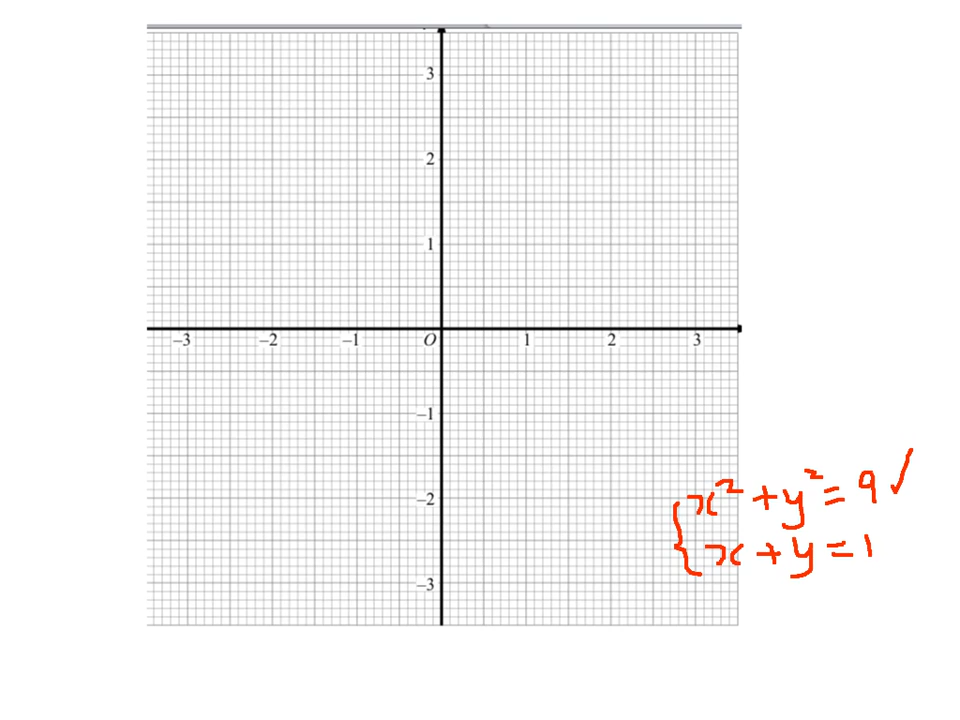 3
2
1
–3 –2 –1 O 1 2 3
–1
–2
x² + y² = 9 ✓
x + y = 1
–3